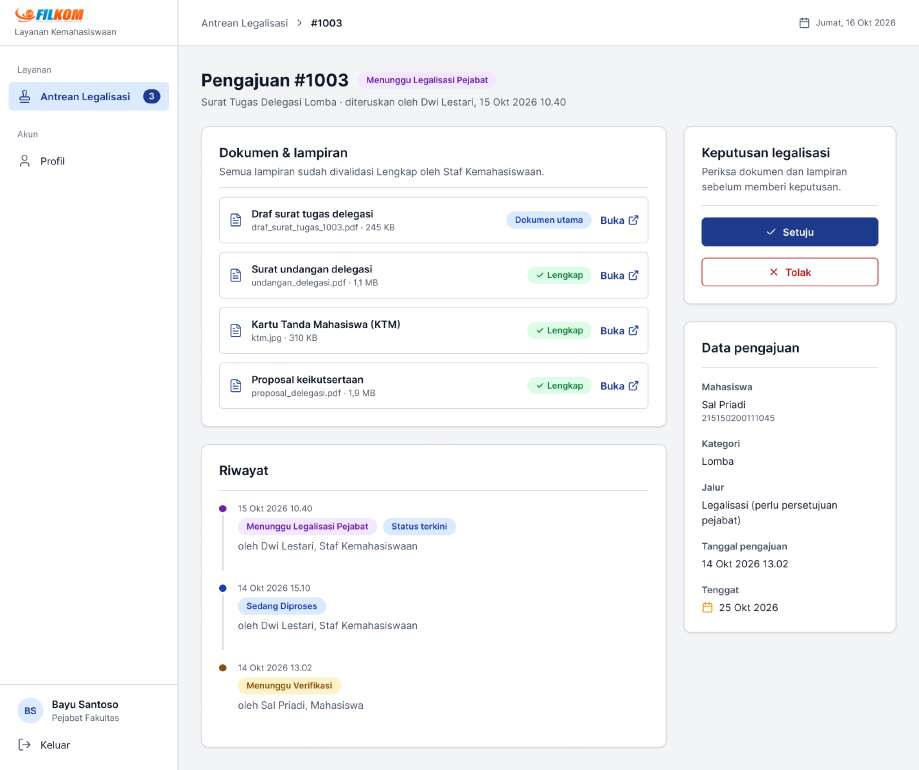 FILKOM
Layanan Kemahasiswaan
Layanan
Antrean Legalisasi 3
Akun
Profil
BS
Bayu Santoso
Pejabat Fakultas
Keluar
Antrean Legalisasi > #1003
Jumat, 16 Okt 2026
Pengajuan #1003 Menunggu Legalisasi Pejabat
Surat Tugas Delegasi Lomba · diteruskan oleh Dwi Lestari, 15 Okt 2026 10.40
Dokumen & lampiran
Semua lampiran sudah divalidasi Lengkap oleh Staf Kemahasiswaan.
Draf surat tugas delegasi
draf_surat_tugas_1003.pdf · 245 KB
Dokumen utama Buka
Surat undangan delegasi
undangan_delegasi.pdf · 1,1 MB
Lengkap Buka
Kartu Tanda Mahasiswa (KTM)
ktm.jpg · 310 KB
Lengkap Buka
Proposal keikutsertaan
proposal_delegasi.pdf · 1,9 MB
Lengkap Buka
Riwayat
15 Okt 2026 10.40
Menunggu Legalisasi Pejabat Status terkini
oleh Dwi Lestari, Staf Kemahasiswaan
14 Okt 2026 15.10
Sedang Diproses
oleh Dwi Lestari, Staf Kemahasiswaan
14 Okt 2026 13.02
Menunggu Verifikasi
oleh Sal Priadi, Mahasiswa
Keputusan legalisasi
Periksa dokumen dan lampiran
sebelum memberi keputusan.
Setuju
Tolak
Data pengajuan
Mahasiswa
Sal Priadi
215150200111045
Kategori
Lomba
Jalur
Legalisasi (perlu persetujuan
pejabat)
Tanggal pengajuan
14 Okt 2026 13.02
Tenggat
25 Okt 2026